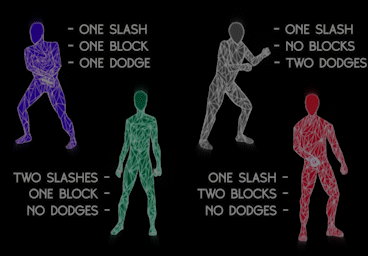 - ONE SLASH
- ONE BLOCK
- ONE DODGE
- ONE SLASH
- NO BLOCKS
- TWO DODGES
TWO SLASHES -
ONE BLOCK -
NO DODGES -
ONE SLASH -
TWO BLOCKS -
NO DODGES -